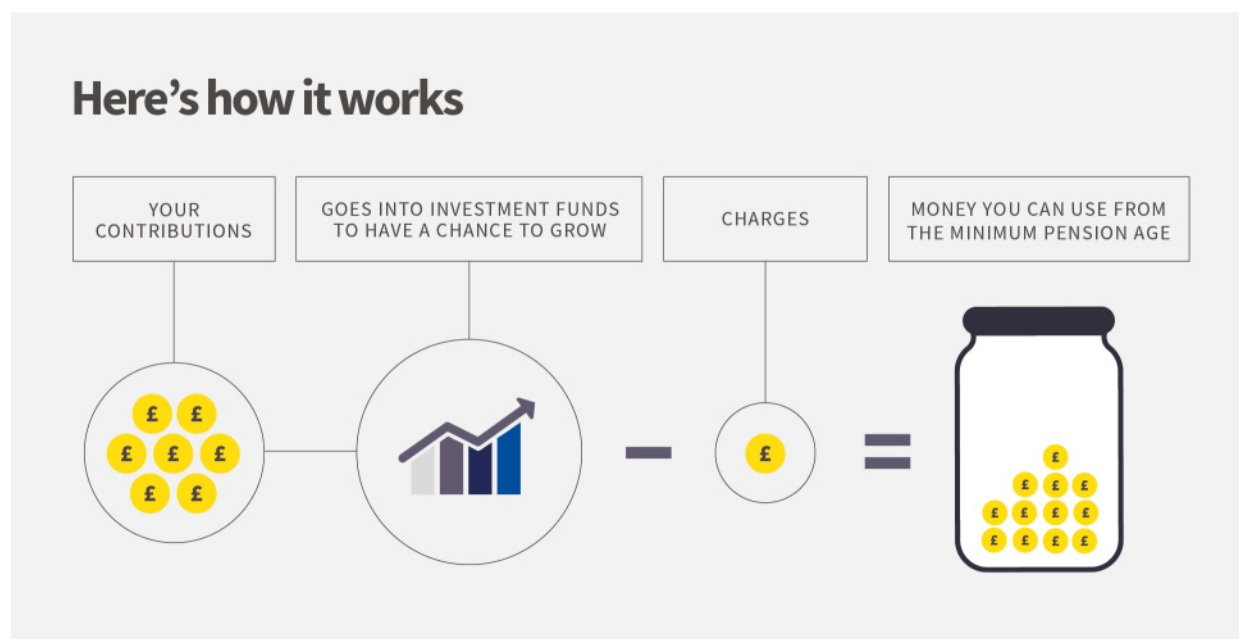 Here's how it works
YOUR
CONTRIBUTIONS
GOES INTO INVESTMENT FUNDS
TO HAVE A CHANCE TO GROW
CHARGES
MONEY YOU CAN USE FROM
THE MINIMUM PENSION AGE
£ £
£ £ £
£ £
£
£
£ £ £
£ £ £ £
£ £ £ £